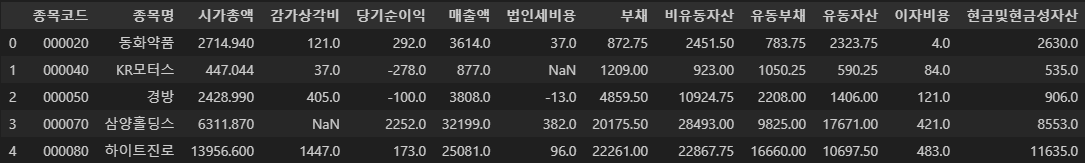 종목코드 종목명 시가총액 감가상각비 당기순이익 매출액 법인세비용 부채 비유동자산 유동부채 유동자산 이자비용 현금및현금성자산
0 000020 동화약품 2714.940 121.0 292.0 3614.0 37.0 872.75 2451.50 783.75 2323.75 4.0 2630.0
1 000040 KR모터스 447.044 37.0 -278.0 877.0 NaN 1209.00 923.00 1050.25 590.25 84.0 535.0
2 000050 경방 2428.990 405.0 -100.0 3808.0 -13.0 4859.50 10924.75 2208.00 1406.00 121.0 906.0
3 000070 삼양홀딩스 6311.870 NaN 2252.0 32199.0 382.0 20175.50 28493.00 9825.00 17671.00 421.0 8553.0
4 000080 하이트진로 13956.600 1447.0 173.0 25081.0 96.0 22261.00 22867.75 16660.00 10697.50 483.0 11635.0